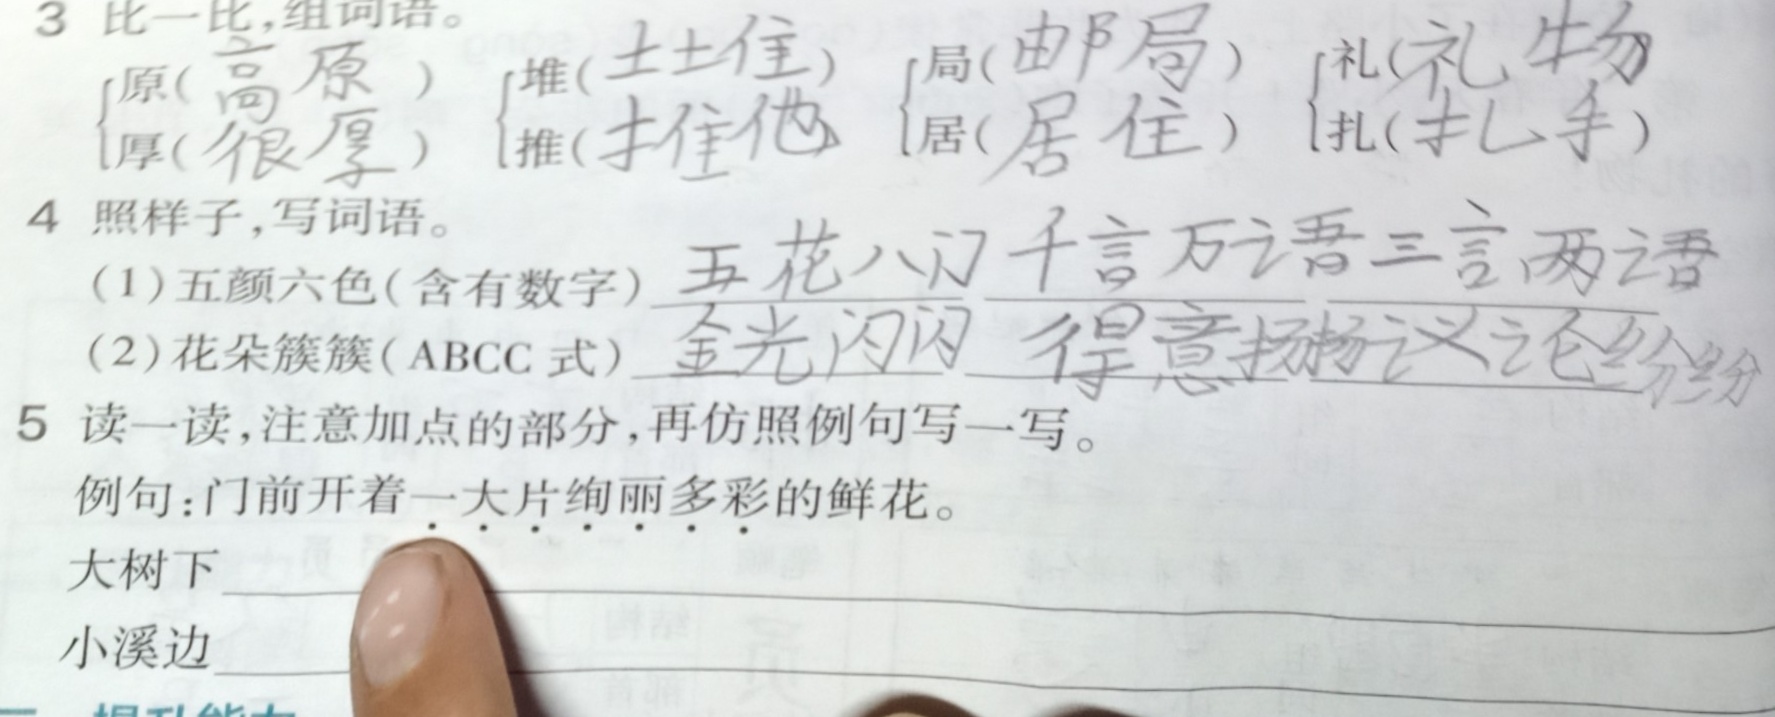 3 比一比,组词语。
原(高原) 堆(土堆) 局(邮局) 礼(礼物)
厚(很厚) 推(推他) 居(居住) 扎(扎手)
4 照样子,写词语。
(1)五颜六色(含有数字) 五花八门 千言万语 三言两语
(2)花朵簇簇(ABCC 式) 金光闪闪 得意扬扬 议论纷纷
5 读一读,注意加点的部分,再仿照例句写一写。
例句:门前开着一大片绚丽多彩的鲜花。
大树下
小溪边